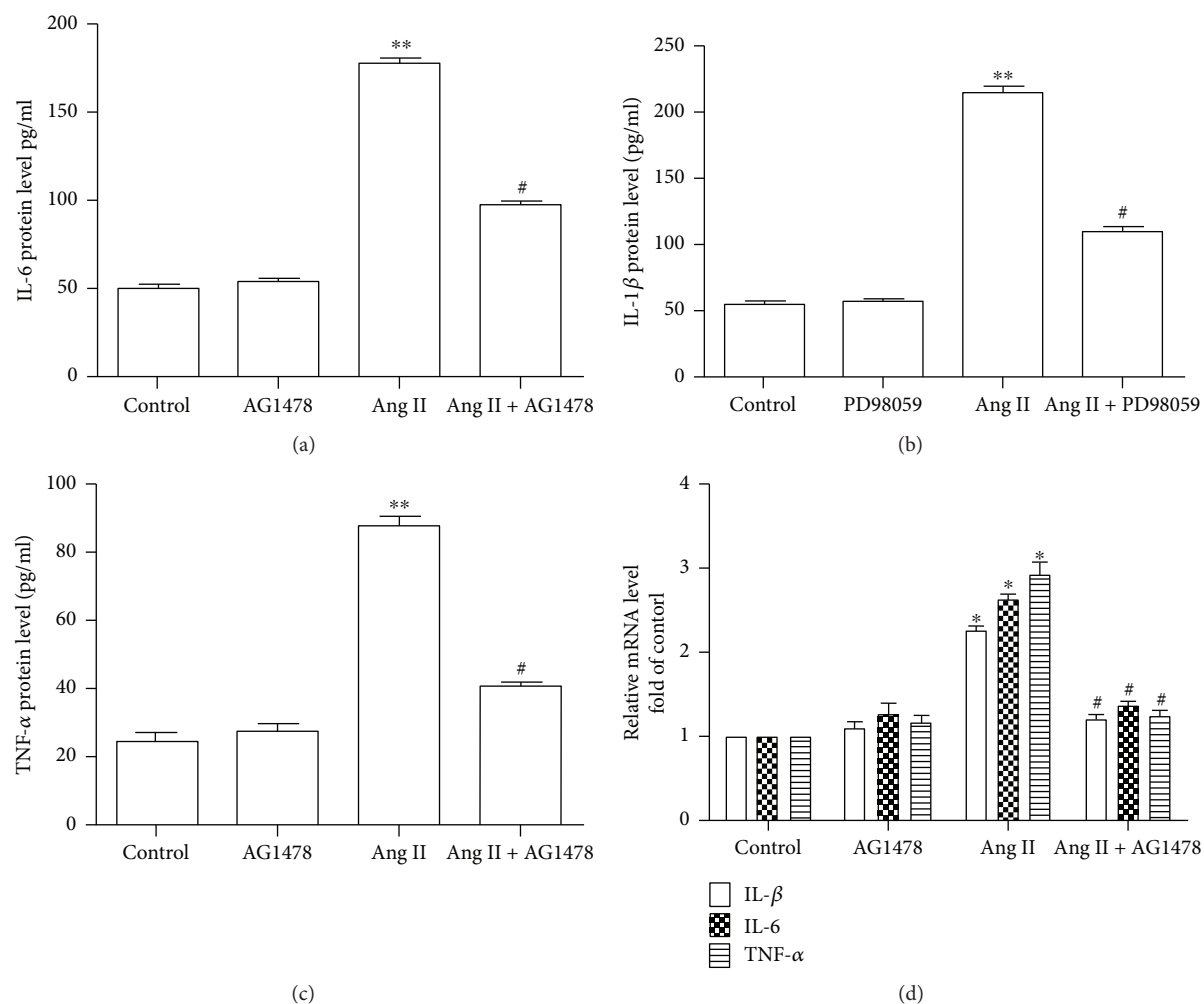 200
150
100
50
0
IL-6 protein level pg/ml
**
#
Control
AG1478
Ang II
Ang II + AG1478
(a)
250
200
150
100
50
0
IL-1β protein level (pg/ml)
**
#
Control
PD98059
Ang II
Ang II + PD98059
(b)
100
80
60
40
20
0
TNF-α protein level (pg/ml)
**
#
Control
AG1478
Ang II
Ang II + AG1478
(c)
4
3
2
1
0
Relative mRNA level
fold of contorl
*
*
*
#
#
#
Control
AG1478
Ang II
Ang II + AG1478
IL-β
IL-6
TNF-α
(d)